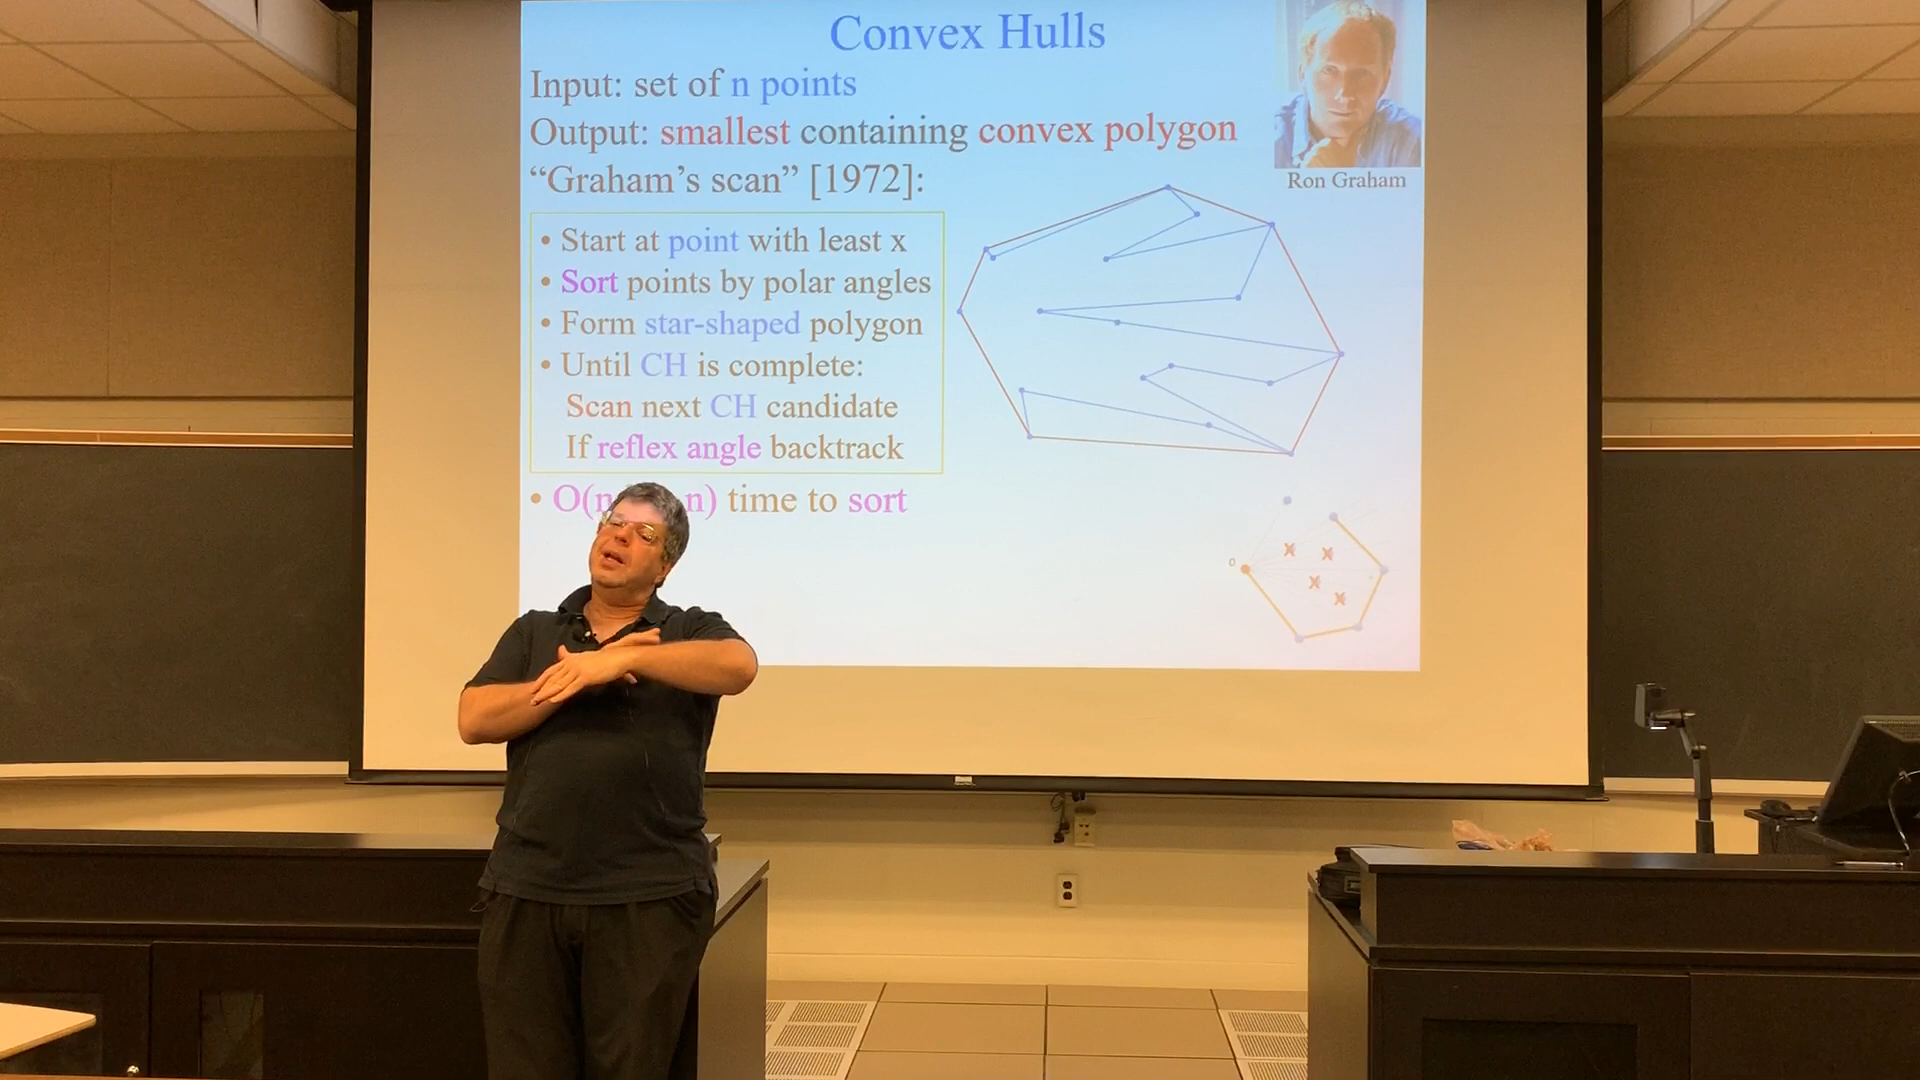 Convex Hulls
Input: set of n points
Output: smallest containing convex polygon
“Graham’s scan” [1972]:
Ron Graham
• Start at point with least x
• Sort points by polar angles
• Form star-shaped polygon
• Until CH is complete:
Scan next CH candidate
If reflex angle backtrack
• O(n n) time to sort
o